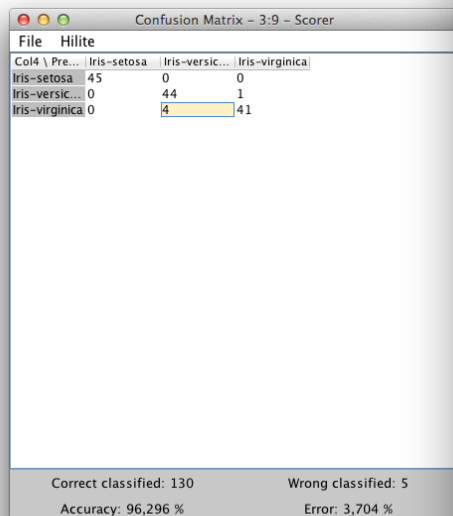 Confusion Matrix – 3:9 – Scorer
File Hilite
Col4 \ Pre... Iris-setosa Iris-versic... Iris-virginica
Iris-setosa 45 0 0
Iris-versic... 0 44 1
Iris-virginica 0 4 41
Correct classified: 130 Wrong classified: 5
Accuracy: 96,296 % Error: 3,704 %